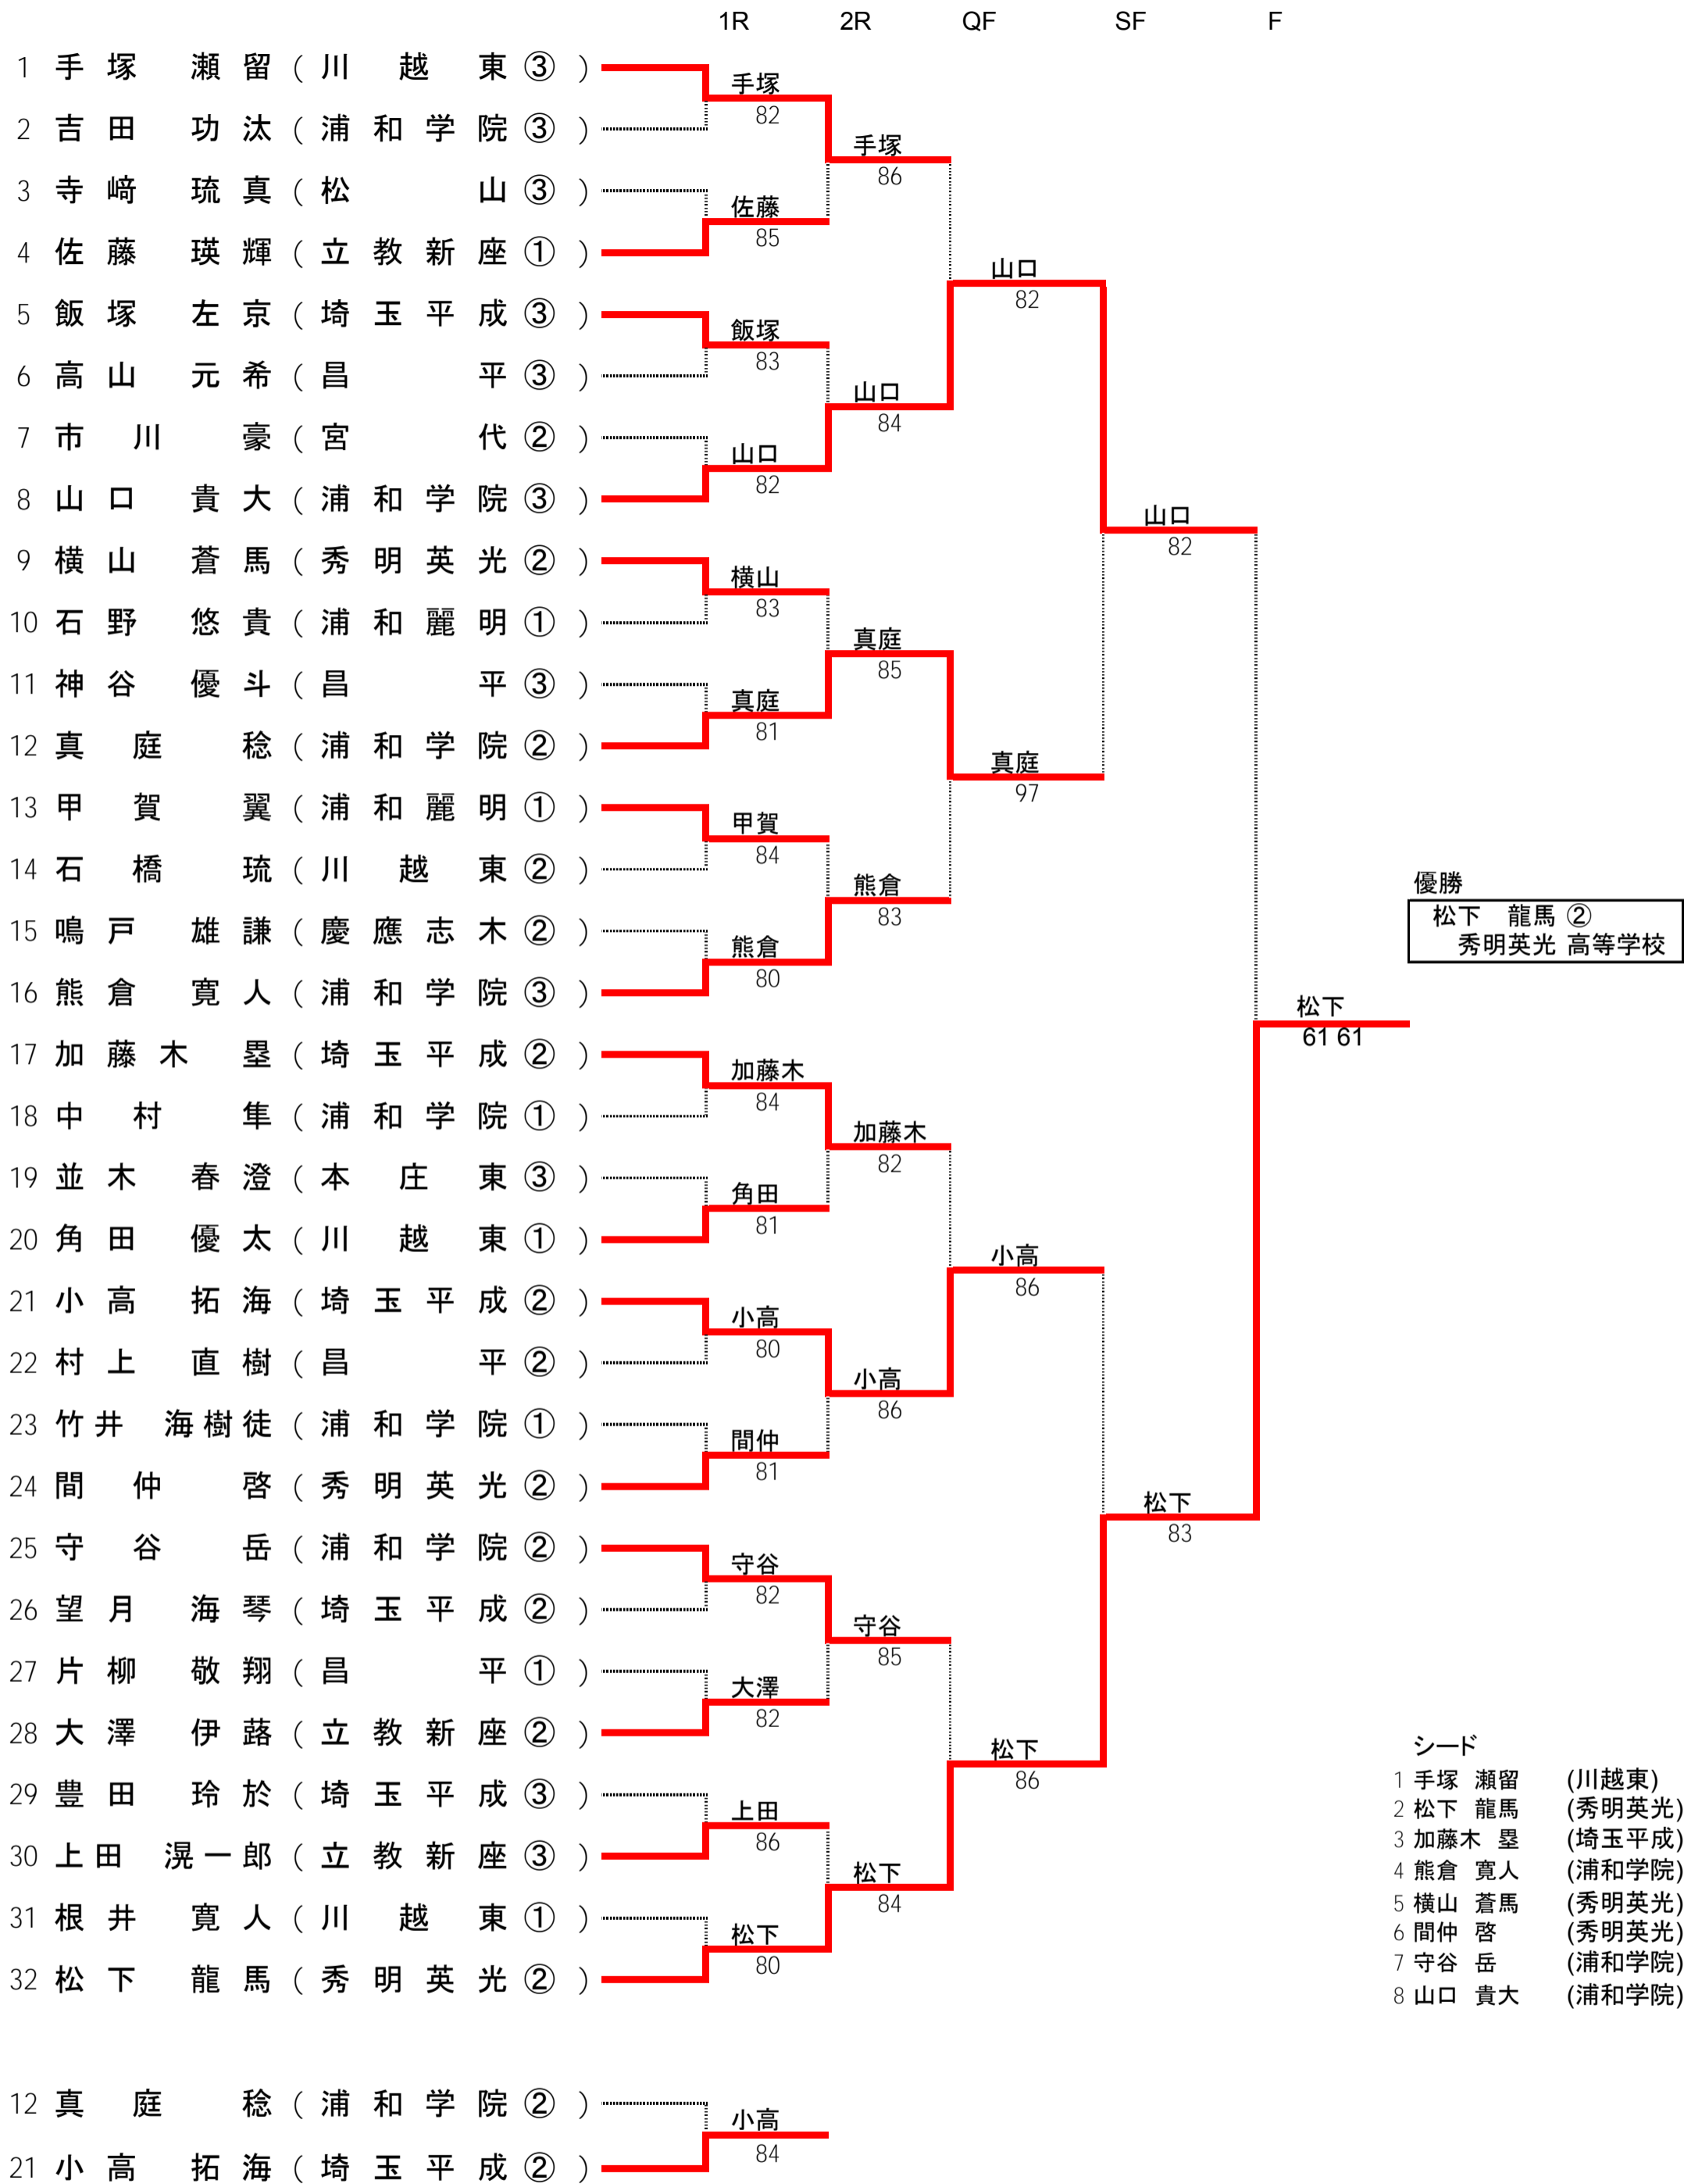 1R 2R QF SF F
1 手塚 瀬留 ( 川越東 ③ )
手塚
82
2 吉田 功汰 ( 浦和学院 ③ )
手塚
86
3 寺﨑 琉真 ( 松山 ③ )
佐藤
85
4 佐藤 瑛輝 ( 立教新座 ① )
山口
82
5 飯塚 左京 ( 埼玉平成 ③ )
飯塚
83
6 高山 元希 ( 昌平 ③ )
山口
84
7 市川 豪 ( 宮代 ② )
山口
82
8 山口 貴大 ( 浦和学院 ③ )
山口
82
9 横山 蒼馬 ( 秀明英光 ② )
横山
83
10 石野 悠貴 ( 浦和麗明 ① )
真庭
85
11 神谷 優斗 ( 昌平 ③ )
真庭
81
12 真庭 稔 ( 浦和学院 ② )
真庭
97
13 甲賀 翼 ( 浦和麗明 ① )
甲賀
84
14 石橋 琉 ( 川越東 ② )
熊倉
83
15 鳴戸 雄謙 ( 慶應志木 ② )
熊倉
80
16 熊倉 寛人 ( 浦和学院 ③ )
優勝
松下 龍馬 ②
秀明英光 高等学校
松下
61 61
17 加藤木 塁 ( 埼玉平成 ② )
加藤木
84
18 中村 隼 ( 浦和学院 ① )
加藤木
82
19 並木 春澄 ( 本庄東 ③ )
角田
81
20 角田 優太 ( 川越東 ① )
小高
86
21 小高 拓海 ( 埼玉平成 ② )
小高
80
22 村上 直樹 ( 昌平 ② )
小高
86
23 竹井 海樹徒 ( 浦和学院 ① )
間仲
81
24 間仲 啓 ( 秀明英光 ② )
松下
83
25 守谷 岳 ( 浦和学院 ② )
守谷
82
26 望月 海琴 ( 埼玉平成 ② )
守谷
85
27 片柳 敬翔 ( 昌平 ① )
大澤
82
28 大澤 伊蕗 ( 立教新座 ② )
松下
86
29 豊田 玲於 ( 埼玉平成 ③ )
上田
86
30 上田 滉一郎 ( 立教新座 ③ )
松下
84
31 根井 寛人 ( 川越東 ① )
松下
80
32 松下 龍馬 ( 秀明英光 ② )
シード
1 手塚 瀬留 (川越東)
2 松下 龍馬 (秀明英光)
3 加藤木 塁 (埼玉平成)
4 熊倉 寛人 (浦和学院)
5 横山 蒼馬 (秀明英光)
6 間仲 啓 (秀明英光)
7 守谷 岳 (浦和学院)
8 山口 貴大 (浦和学院)
12 真庭 稔 ( 浦和学院 ② )
小高
84
21 小高 拓海 ( 埼玉平成 ② )